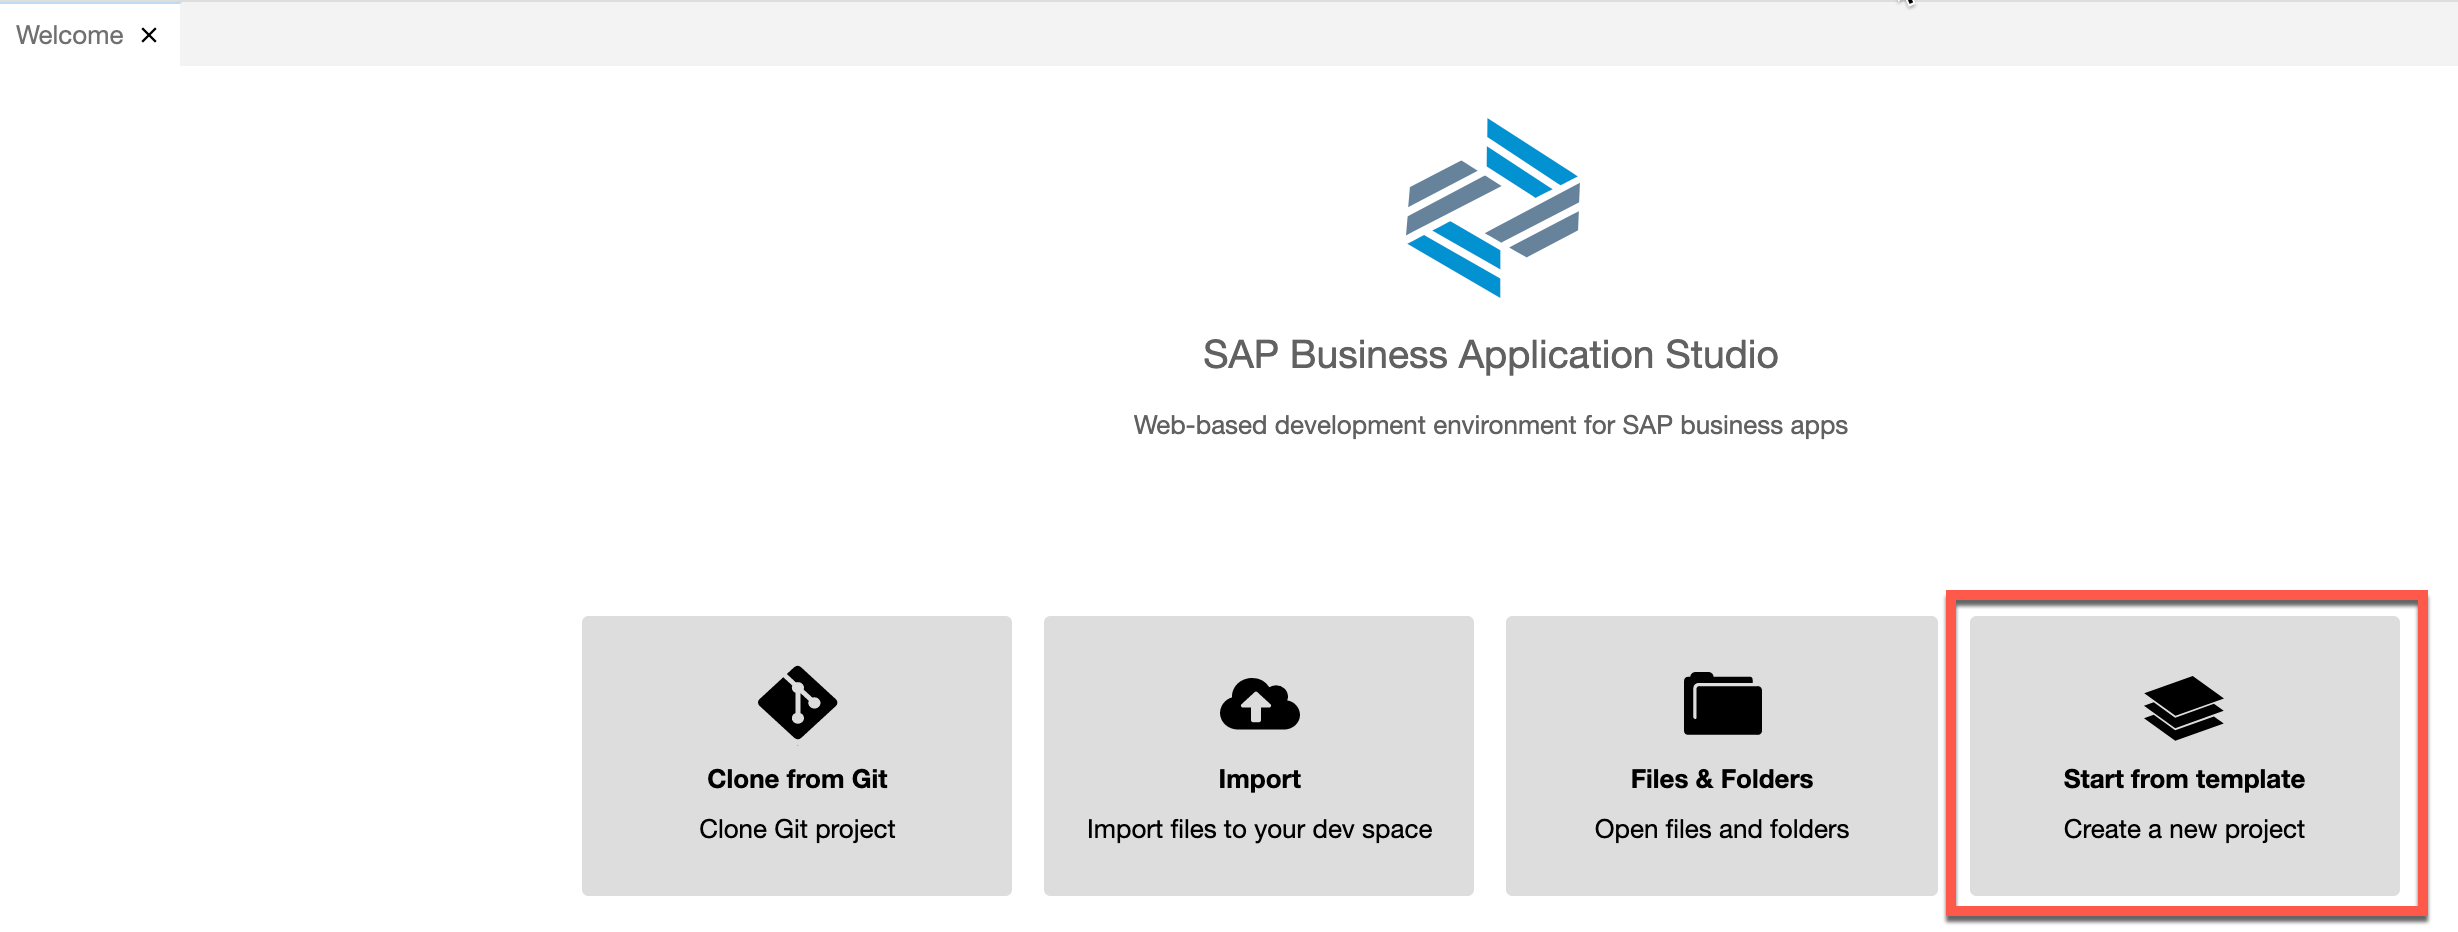 Welcome
SAP Business Application Studio
Web-based development environment for SAP business apps
Clone from Git
Clone Git project
Import
Import files to your dev space
Files & Folders
Open files and folders
Start from template
Create a new project